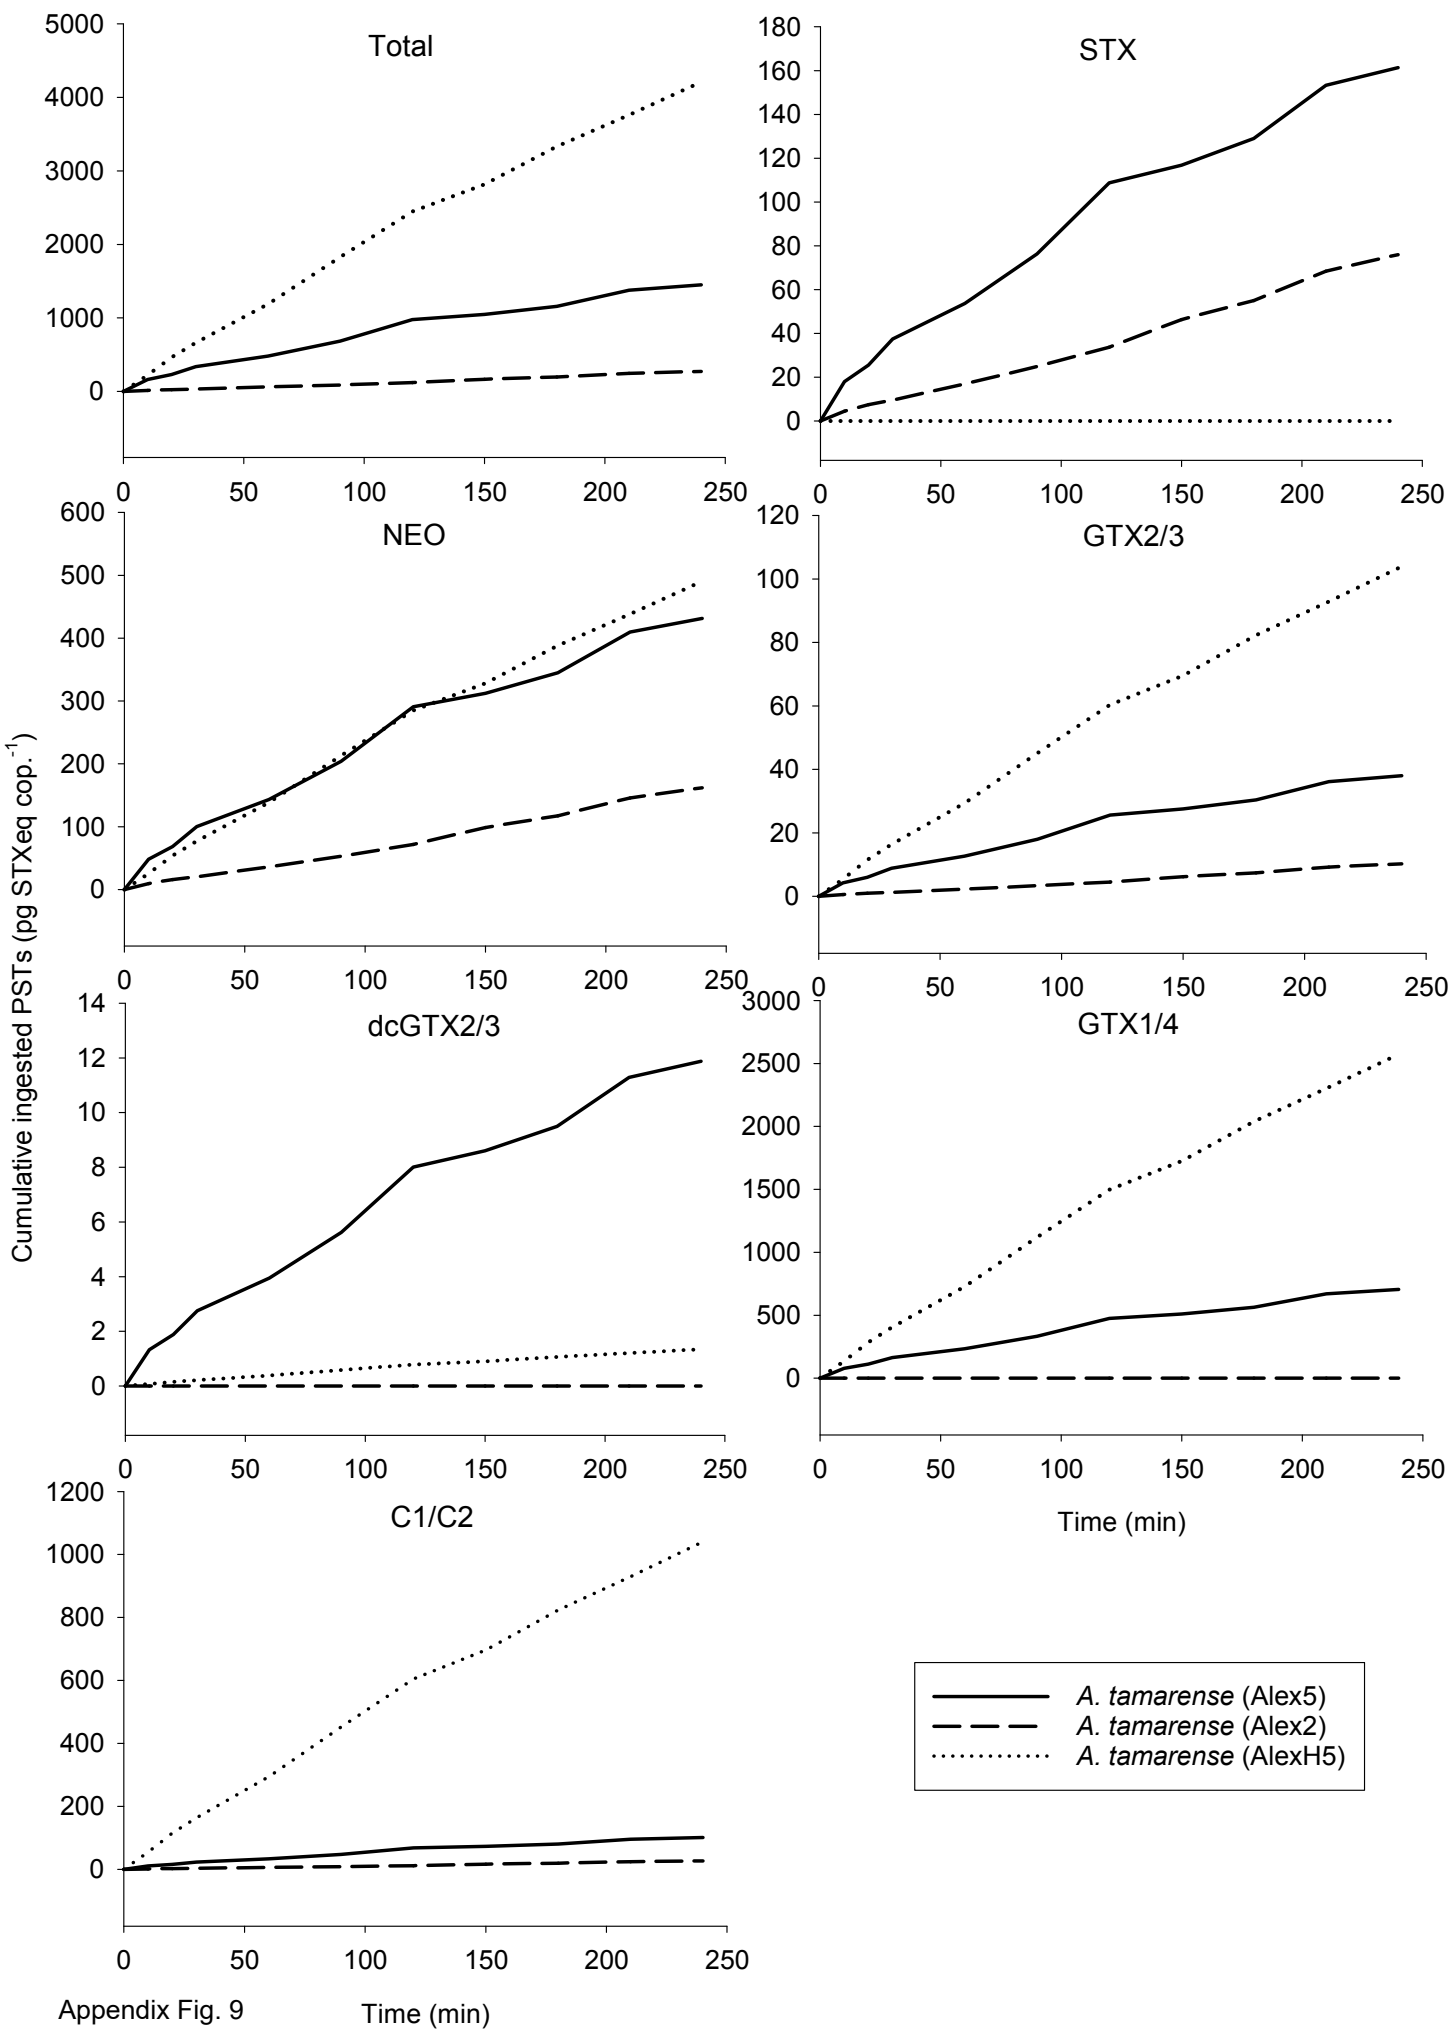 Total
5000
4000
3000
2000
1000
0
0 50 100 150 200 250
STX
180
160
140
120
100
80
60
40
20
0
0 50 100 150 200 250
NEO
600
500
400
300
200
100
0
0 50 100 150 200 250
GTX2/3
120
100
80
60
40
20
0
0 50 100 150 200 250
Cumulative ingested PSTs (pg STXeq cop.-1)
dcGTX2/3
14
12
10
8
6
4
2
0
0 50 100 150 200 250
GTX1/4
3000
2500
2000
1500
1000
500
0
0 50 100 150 200 250
Time (min)
C1/C2
1200
1000
800
600
400
200
0
0 50 100 150 200 250
Time (min)
A. tamarense (Alex5)
A. tamarense (Alex2)
A. tamarense (AlexH5)
Appendix Fig. 9